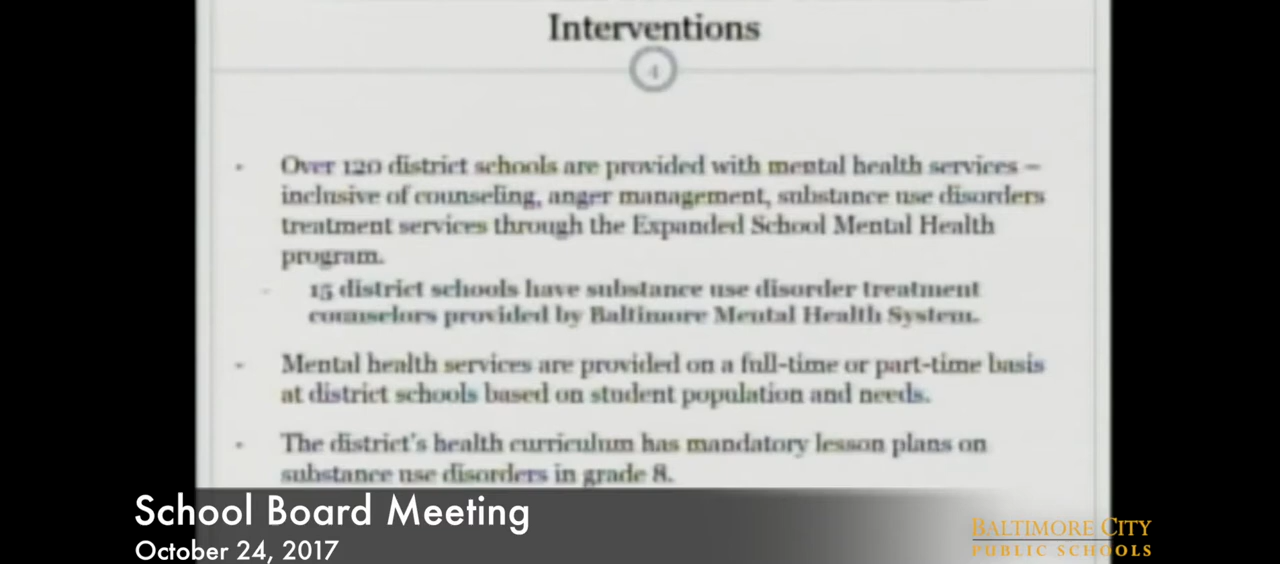 Interventions
4
- Over 120 district schools are provided with mental health services –
inclusive of counseling, anger management, substance use disorders
treatment services through the Expanded School Mental Health
program.
- 15 district schools have substance use disorder treatment
counselors provided by Baltimore Mental Health System.
- Mental health services are provided on a full-time or part-time basis
at district schools based on student population and needs.
- The district's health curriculum has mandatory lesson plans on
substance use disorders in grade 8.
School Board Meeting
October 24, 2017
BALTIMORE CITY
PUBLIC SCHOOLS